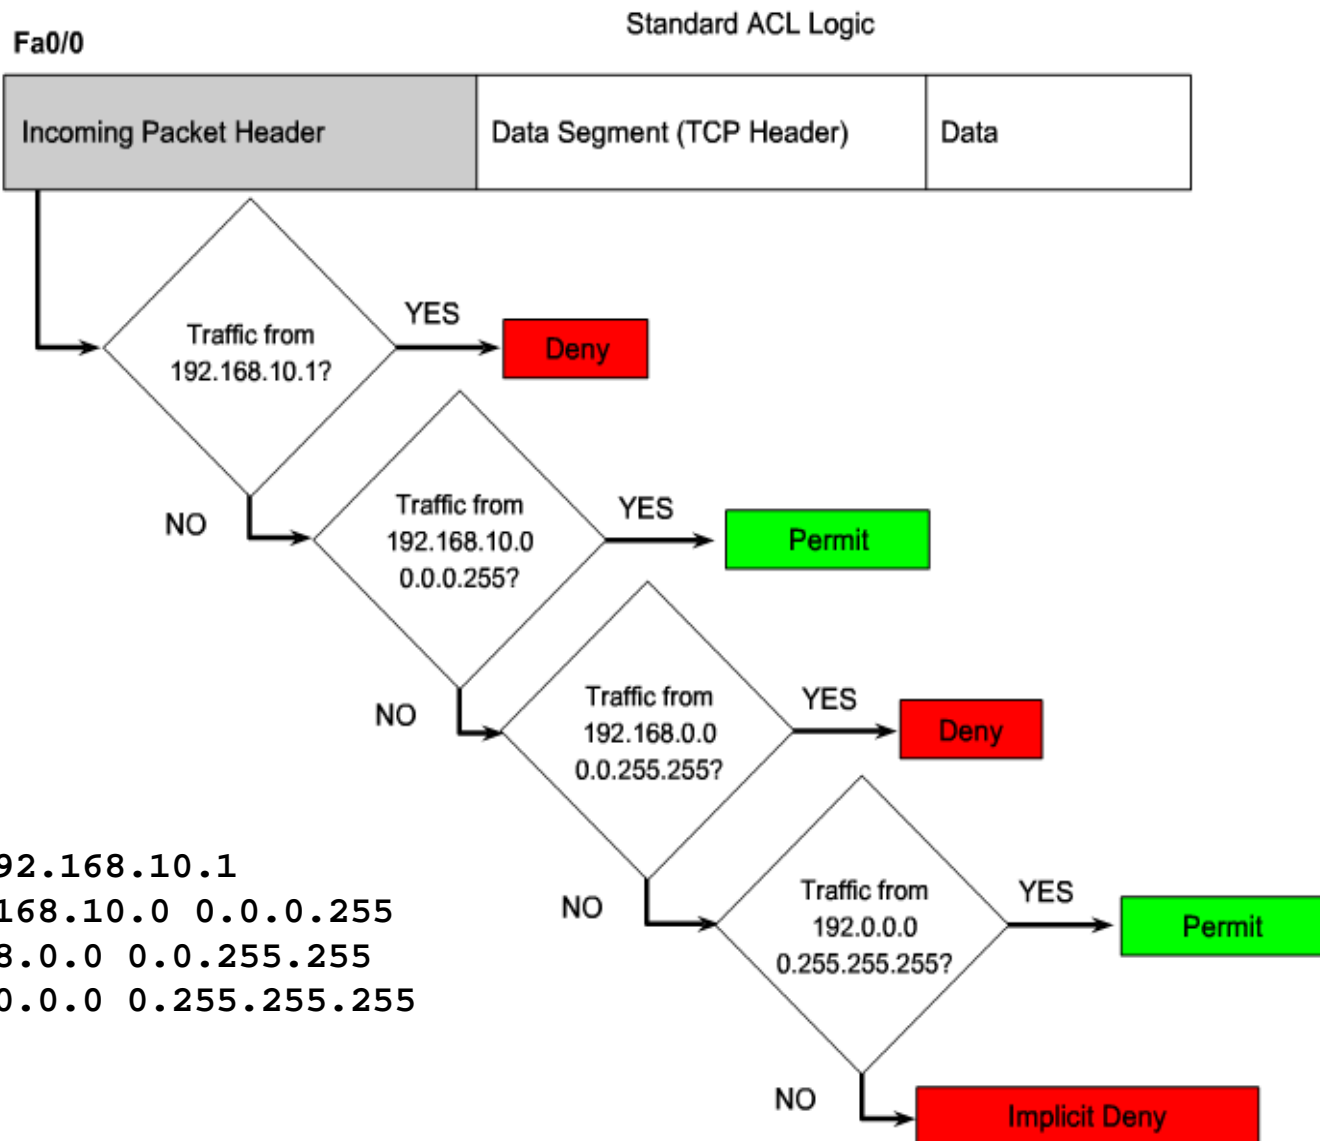 Standard ACL Logic
Fa0/0
Incoming Packet Header
Data Segment (TCP Header)
Data
Traffic from
192.168.10.1?
YES
Deny
NO
Traffic from
192.168.10.0
0.0.0.255?
YES
Permit
NO
Traffic from
192.168.0.0
0.0.255.255?
YES
Deny
NO
Traffic from
192.0.0.0
0.255.255.255?
YES
Permit
NO
Implicit Deny
92.168.10.1
168.10.0 0.0.0.255
8.0.0 0.0.255.255
0.0.0 0.255.255.255